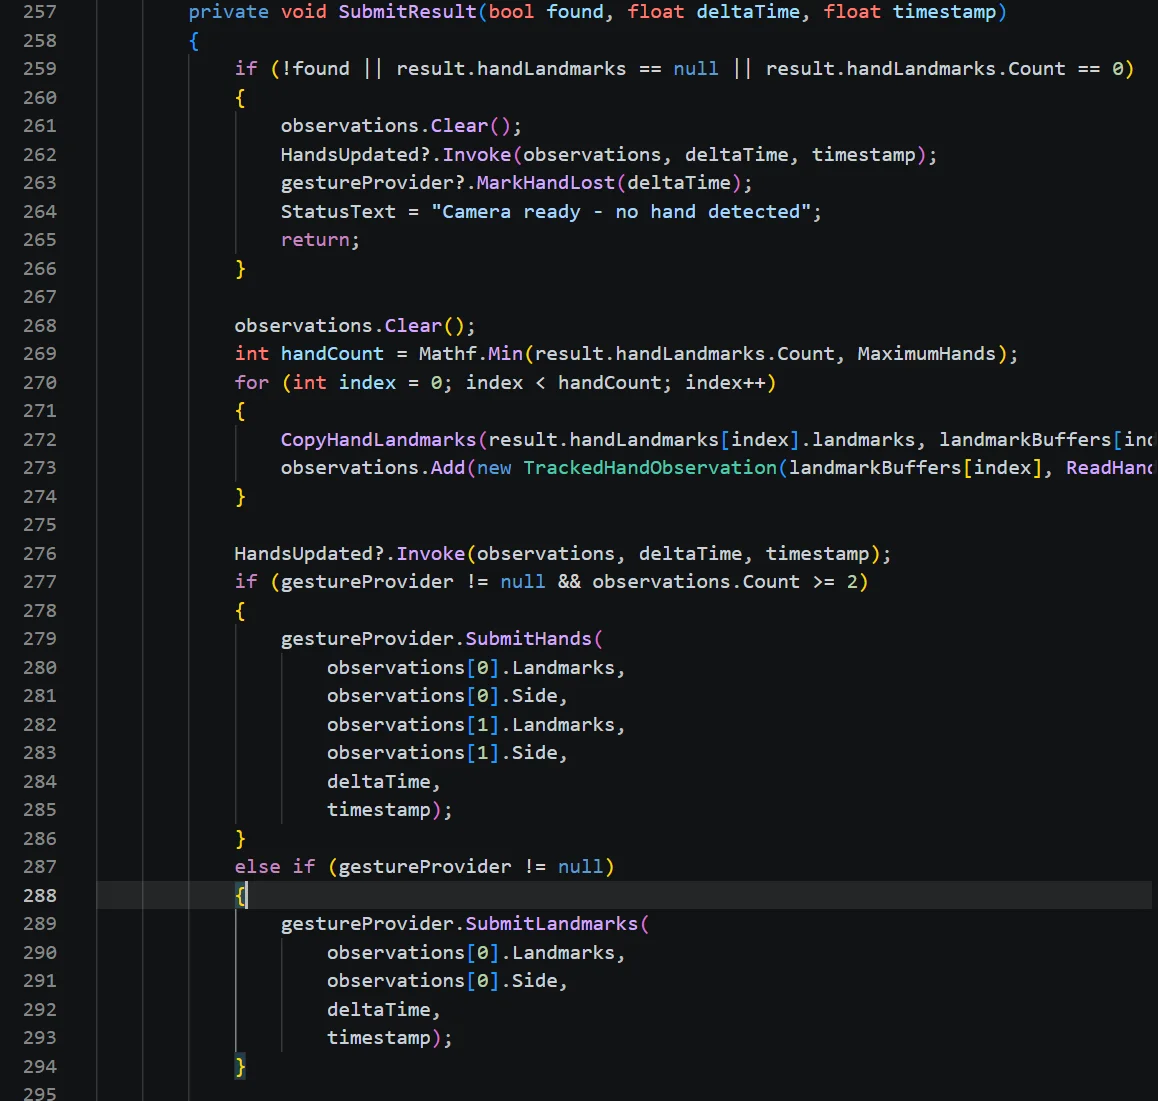 257 private void SubmitResult(bool found, float deltaTime, float timestamp)
258 {
259 if (!found || result.handLandmarks == null || result.handLandmarks.Count == 0)
260 {
261 observations.Clear();
262 HandsUpdated?.Invoke(observations, deltaTime, timestamp);
263 gestureProvider?.MarkHandLost(deltaTime);
264 StatusText = "Camera ready - no hand detected";
265 return;
266 }
267
268 observations.Clear();
269 int handCount = Mathf.Min(result.handLandmarks.Count, MaximumHands);
270 for (int index = 0; index < handCount; index++)
271 {
272 CopyHandLandmarks(result.handLandmarks[index].landmarks, landmarkBuffers[
273 observations.Add(new TrackedHandObservation(landmarkBuffers[index],
274 }
275
276 HandsUpdated?.Invoke(observations, deltaTime, timestamp);
277 if (gestureProvider != null && observations.Count >= 2)
278 {
279 gestureProvider.SubmitHands(
280 observations[0].Landmarks,
281 observations[0].Side,
282 observations[1].Landmarks,
283 observations[1].Side,
284 deltaTime,
285 timestamp);
286 }
287 else if (gestureProvider != null)
288 {
289 gestureProvider.SubmitLandmarks(
290 observations[0].Landmarks,
291 observations[0].Side,
292 deltaTime,
293 timestamp);
294 }
295